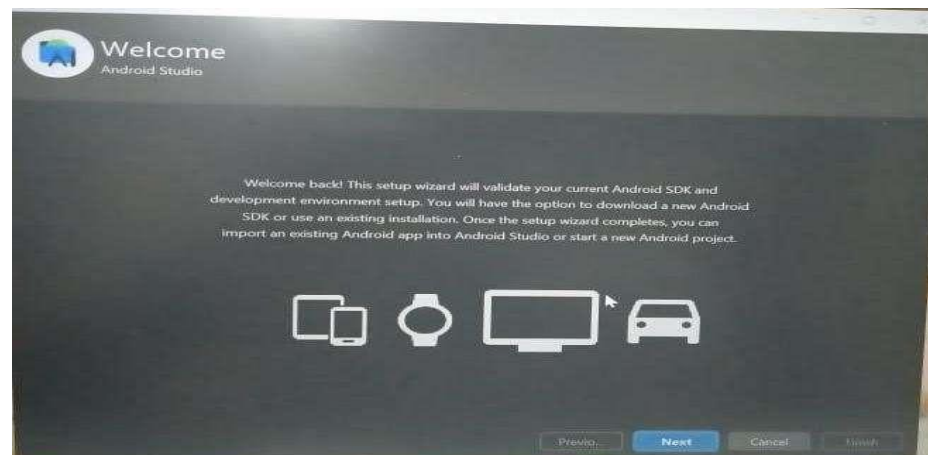 Welcome
Android Studio
Welcome back! This setup wizard will validate your current Android SDK and
development environment setup. You will have the option to download a new Android
SDK or use an existing installation. Once the setup wizard completes, you can
import an existing Android app into Android Studio or start a new Android project.
Previo...
Next
Cancel
Finish